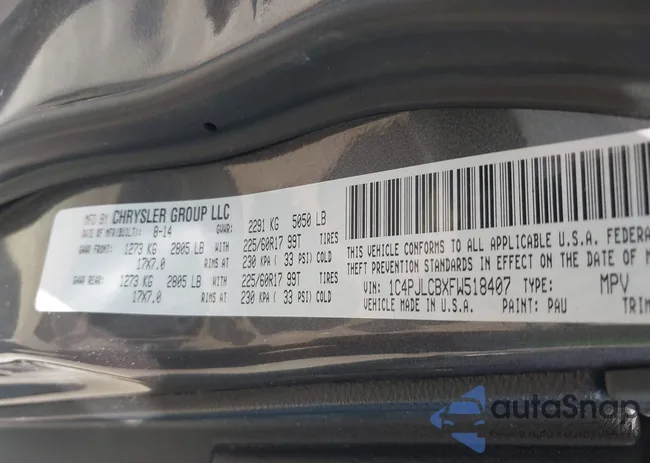 MFD BY CHRYSLER GROUP LLC
DATE OF MFR(BUILT): 8-14 GVWR: 2291 KG 5050 LB
GAWR FRONT: 1273 KG 2805 LB WITH 225/60R17 99T TIRES
17X7.0 RIMS AT 230 KPA ( 33 PSI) COLD
GAWR REAR: 1273 KG 2805 LB WITH 225/60R17 99T TIRES
17X7.0 RIMS AT 230 KPA ( 33 PSI) COLD
THIS VEHICLE CONFORMS TO ALL APPLICABLE U.S.A. FEDERA
THEFT PREVENTION STANDARDS IN EFFECT ON THE DATE OF M
VIN: 1C4PJLCBXFW518407 TYPE: MPV
VEHICLE MADE IN U.S.A. PAINT: PAU TRIM
autoSnap